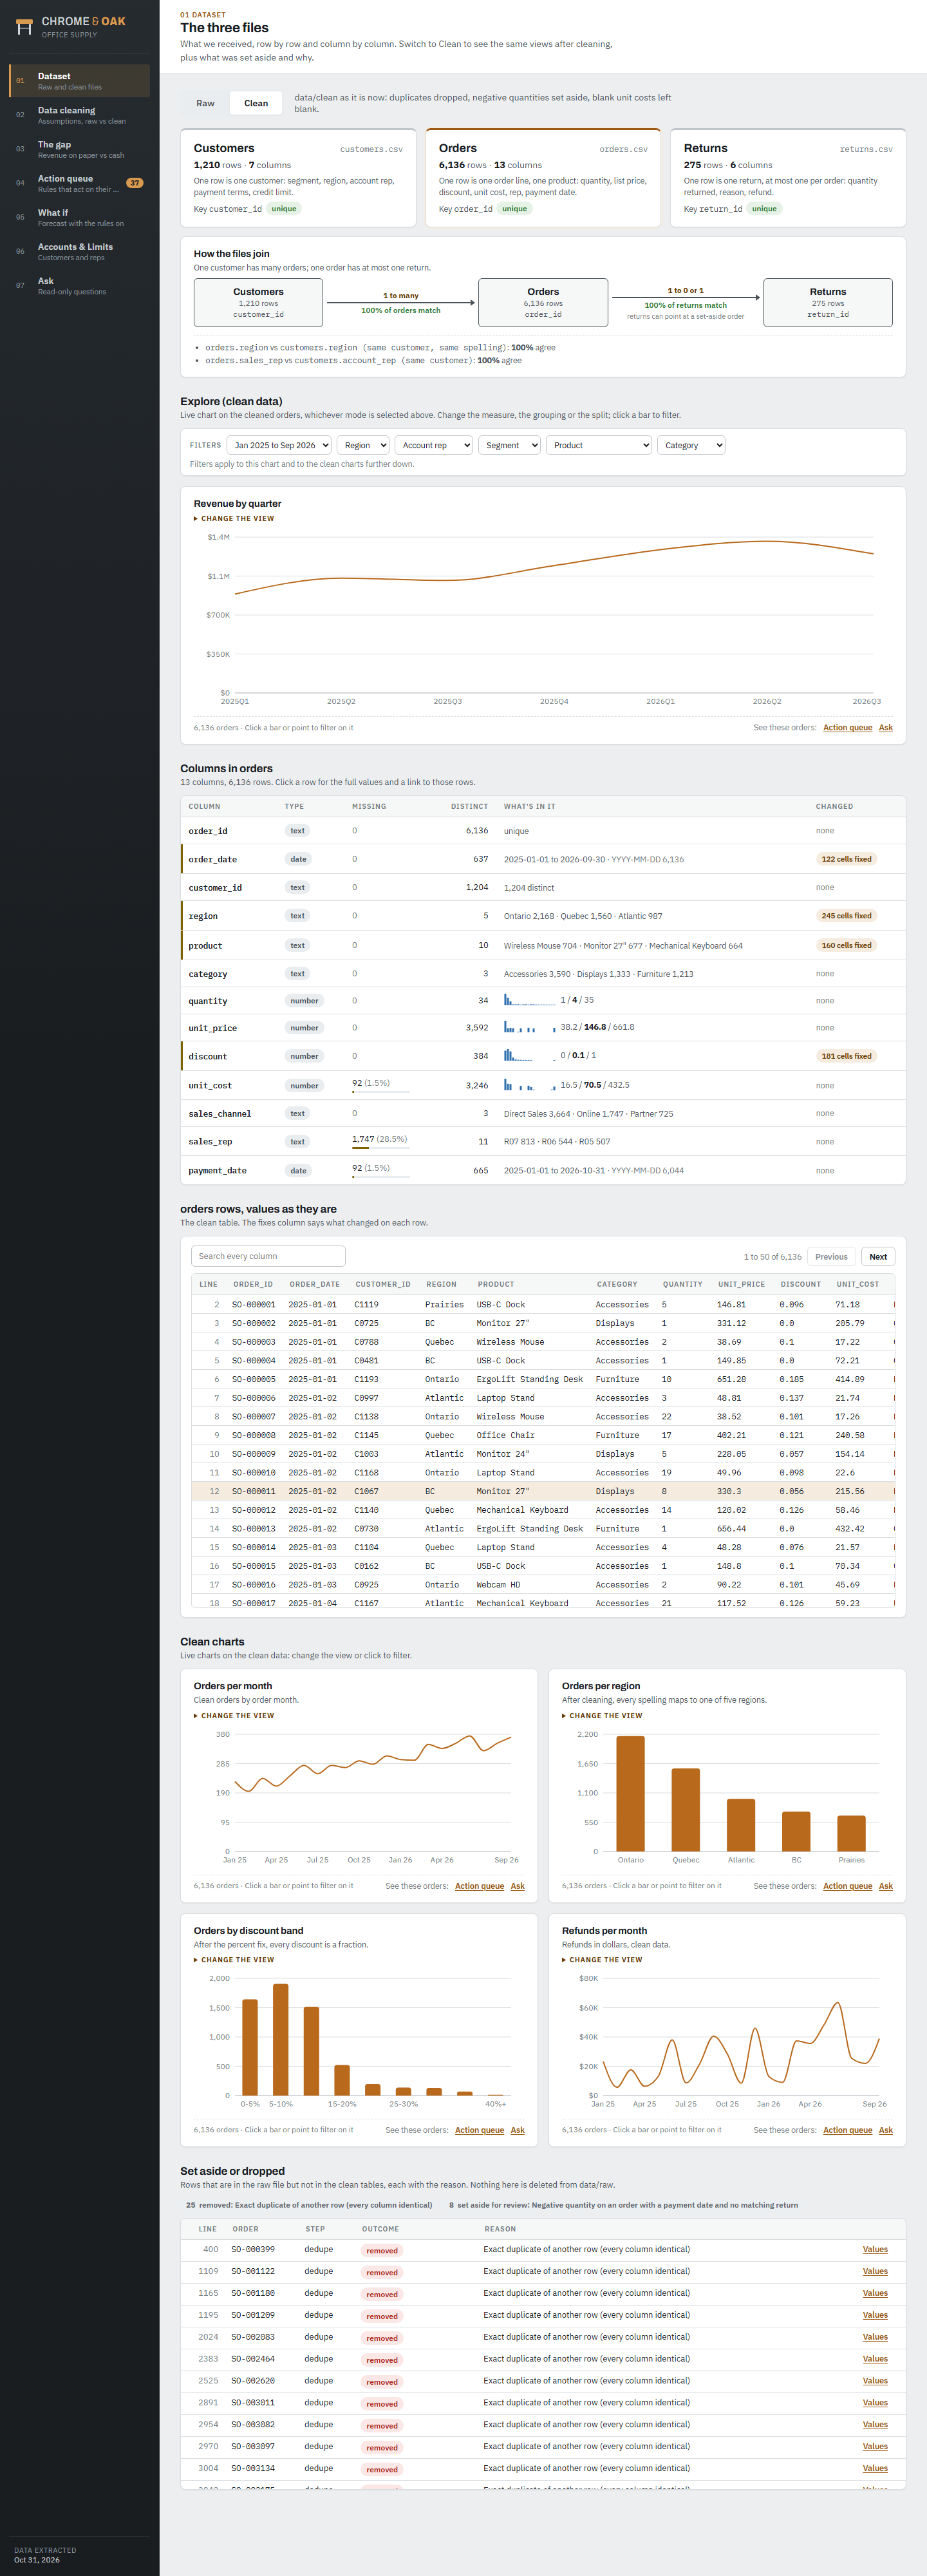 CHROME & OAK
OFFICE SUPPLY
01 Dataset
Raw and clean files
02 Data cleaning
Assumptions, raw vs clean
03 The gap
Revenue on paper vs cash
04 Action queue
Rules that act on their ... 37
05 What if
Forecast with the rules on
06 Accounts & Limits
Customers and reps
07 Ask
Read-only questions
DATA EXTRACTED
Oct 31, 2026
01 DATASET
The three files
What we received, row by row and column by column. Switch to Clean to see the same views after cleaning,
plus what was set aside and why.
Raw Clean
data/clean as it is now: duplicates dropped, negative quantities set aside, blank unit costs left
blank.
Customers customers.csv
1,210 rows · 7 columns
One row is one customer: segment, region, account rep,
payment terms, credit limit.
Key customer_id unique
Orders orders.csv
6,136 rows · 13 columns
One row is one order line, one product: quantity, list price,
discount, unit cost, rep, payment date.
Key order_id unique
Returns returns.csv
275 rows · 6 columns
One row is one return, at most one per order: quantity
returned, reason, refund.
Key return_id unique
How the files join
One customer has many orders; one order has at most one return.
Customers
1,210 rows
customer_id
1 to many
100% of orders match
Orders
6,136 rows
order_id
1 to 0 or 1
100% of returns match
returns can point at a set-aside order
Returns
275 rows
return_id
• orders.region vs customers.region (same customer, same spelling): 100% agree
• orders.sales_rep vs customers.account_rep (same customer): 100% agree
Explore (clean data)
Live chart on the cleaned orders, whichever mode is selected above. Change the measure, the grouping or the split; click a bar to filter.
FILTERS Jan 2025 to Sep 2026 Region Account rep Segment Product Category
Filters apply to this chart and to the clean charts further down.
Revenue by quarter
CHANGE THE VIEW
$1.4M
$1.1M
$700K
$350K
$0
2025Q1 2025Q2 2025Q3 2025Q4 2026Q1 2026Q2 2026Q3
6,136 orders · Click a bar or point to filter on it See these orders: Action queue Ask
Columns in orders
13 columns, 6,136 rows. Click a row for the full values and a link to those rows.
COLUMN TYPE MISSING DISTINCT WHAT'S IN IT CHANGED
order_id text 0 6,136 unique none
order_date date 0 637 2025-01-01 to 2026-09-30 · YYYY-MM-DD 6,136 122 cells fixed
customer_id text 0 1,204 1,204 distinct none
region text 0 5 Ontario 2,168 · Quebec 1,560 · Atlantic 987 245 cells fixed
product text 0 10 Wireless Mouse 704 · Monitor 27" 677 · Mechanical Keyboard 664 160 cells fixed
category text 0 3 Accessories 3,590 · Displays 1,333 · Furniture 1,213 none
quantity number 0 34 1 / 4 / 35 none
unit_price number 0 3,592 38.2 / 146.8 / 661.8 none
discount number 0 384 0 / 0.1 / 1 181 cells fixed
unit_cost number 92 (1.5%) 3,246 16.5 / 70.5 / 432.5 none
sales_channel text 0 3 Direct Sales 3,664 · Online 1,747 · Partner 725 none
sales_rep text 1,747 (28.5%) 11 R07 813 · R06 544 · R05 507 none
payment_date date 92 (1.5%) 665 2025-01-01 to 2026-10-31 · YYYY-MM-DD 6,044 none
orders rows, values as they are
The clean table. The fixes column says what changed on each row.
Search every column 1 to 50 of 6,136 Previous Next
LINE ORDER_ID ORDER_DATE CUSTOMER_ID REGION PRODUCT CATEGORY QUANTITY UNIT_PRICE DISCOUNT UNIT_COST
2 SO-000001 2025-01-01 C1119 Prairies USB-C Dock Accessories 5 146.81 0.096 71.18
3 SO-000002 2025-01-01 C0725 BC Monitor 27" Displays 1 331.12 0.0 205.79
4 SO-000003 2025-01-01 C0788 Quebec Wireless Mouse Accessories 2 38.69 0.1 17.22
5 SO-000004 2025-01-01 C0481 BC USB-C Dock Accessories 1 149.85 0.0 72.21
6 SO-000005 2025-01-01 C1193 Ontario ErgoLift Standing Desk Furniture 10 651.28 0.185 414.89
7 SO-000006 2025-01-02 C0997 Atlantic Laptop Stand Accessories 3 48.81 0.137 21.74
8 SO-000007 2025-01-02 C1138 Ontario Wireless Mouse Accessories 22 38.52 0.101 17.26
9 SO-000008 2025-01-02 C1145 Quebec Office Chair Furniture 17 402.21 0.121 240.58
10 SO-000009 2025-01-02 C1003 Atlantic Monitor 24" Displays 5 228.05 0.057 154.14
11 SO-000010 2025-01-02 C1168 Ontario Laptop Stand Accessories 19 49.96 0.098 22.6
12 SO-000011 2025-01-02 C1067 BC Monitor 27" Displays 8 330.3 0.056 215.56
13 SO-000012 2025-01-02 C1140 Quebec Mechanical Keyboard Accessories 14 120.02 0.126 58.46
14 SO-000013 2025-01-02 C0730 Atlantic ErgoLift Standing Desk Furniture 1 656.44 0.0 432.42
15 SO-000014 2025-01-03 C1104 Quebec Laptop Stand Accessories 4 48.28 0.076 21.57
16 SO-000015 2025-01-03 C0162 BC USB-C Dock Accessories 1 148.8 0.1 70.34
17 SO-000016 2025-01-03 C0925 Ontario Webcam HD Accessories 2 90.22 0.101 45.69
18 SO-000017 2025-01-04 C1167 Atlantic Mechanical Keyboard Accessories 21 117.52 0.126 59.23
Clean charts
Live charts on the clean data: change the view or click to filter.
Orders per month
Clean orders by order month.
CHANGE THE VIEW
380
285
190
95
0
Jan 25 Apr 25 Jul 25 Oct 25 Jan 26 Apr 26 Sep 26
6,136 orders · Click a bar or point to filter on it See these orders: Action queue Ask
Orders per region
After cleaning, every spelling maps to one of five regions.
CHANGE THE VIEW
2,200
1,650
1,100
550
0
Ontario Quebec Atlantic BC Prairies
6,136 orders · Click a bar or point to filter on it See these orders: Action queue Ask
Orders by discount band
After the percent fix, every discount is a fraction.
CHANGE THE VIEW
2,000
1,500
1,000
500
0
0-5% 5-10% 15-20% 25-30% 40%+
6,136 orders · Click a bar or point to filter on it See these orders: Action queue Ask
Refunds per month
Refunds in dollars, clean data.
CHANGE THE VIEW
$80K
$60K
$40K
$20K
$0
Jan 25 Apr 25 Jul 25 Oct 25 Jan 26 Apr 26 Sep 26
6,136 orders · Click a bar or point to filter on it See these orders: Action queue Ask
Set aside or dropped
Rows that are in the raw file but not in the clean tables, each with the reason. Nothing here is deleted from data/raw.
25 removed: Exact duplicate of another row (every column identical) 8 set aside for review: Negative quantity on an order with a payment date and no matching return
LINE ORDER STEP OUTCOME REASON
400 SO-000399 dedupe removed Exact duplicate of another row (every column identical) Values
1109 SO-001122 dedupe removed Exact duplicate of another row (every column identical) Values
1165 SO-001180 dedupe removed Exact duplicate of another row (every column identical) Values
1195 SO-001209 dedupe removed Exact duplicate of another row (every column identical) Values
2024 SO-002083 dedupe removed Exact duplicate of another row (every column identical) Values
2383 SO-002464 dedupe removed Exact duplicate of another row (every column identical) Values
2525 SO-002620 dedupe removed Exact duplicate of another row (every column identical) Values
2891 SO-003011 dedupe removed Exact duplicate of another row (every column identical) Values
2954 SO-003082 dedupe removed Exact duplicate of another row (every column identical) Values
2970 SO-003097 dedupe removed Exact duplicate of another row (every column identical) Values
3004 SO-003134 dedupe removed Exact duplicate of another row (every column identical) Values